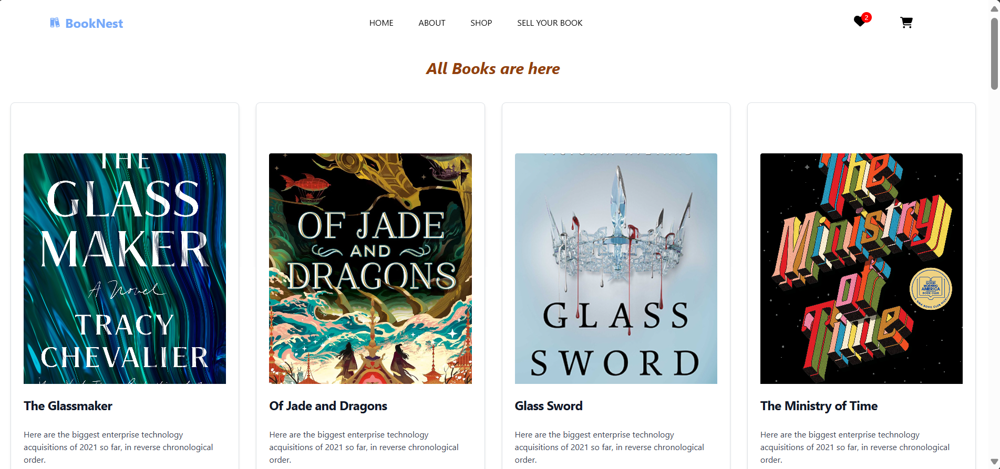 BookNest
HOME ABOUT SHOP SELL YOUR BOOK
2
All Books are here
THE
GLASS
MAKER
A Novel
TRACY
CHEVALIER
OF JADE
AND
DRAGONS
GLASS
SWORD
The
Ministry
of
Time
GOOD
MORNING
AMERICA
BOOK CLUB
The Glassmaker
Here are the biggest enterprise technology
acquisitions of 2021 so far, in reverse chronological
order.
Of Jade and Dragons
Here are the biggest enterprise technology
acquisitions of 2021 so far, in reverse chronological
order.
Glass Sword
Here are the biggest enterprise technology
acquisitions of 2021 so far, in reverse chronological
order.
The Ministry of Time
Here are the biggest enterprise technology
acquisitions of 2021 so far, in reverse chronological
order.